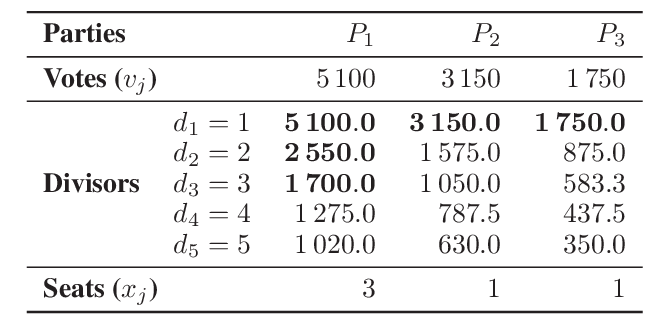 Parties P₁ P₂ P₃
Votes (vⱼ) 5 100 3 150 1 750
d₁ = 1 5 100.0 3 150.0 1 750.0
d₂ = 2 2 550.0 1 575.0 875.0
Divisors d₃ = 3 1 700.0 1 050.0 583.3
d₄ = 4 1 275.0 787.5 437.5
d₅ = 5 1 020.0 630.0 350.0
Seats (xⱼ) 3 1 1